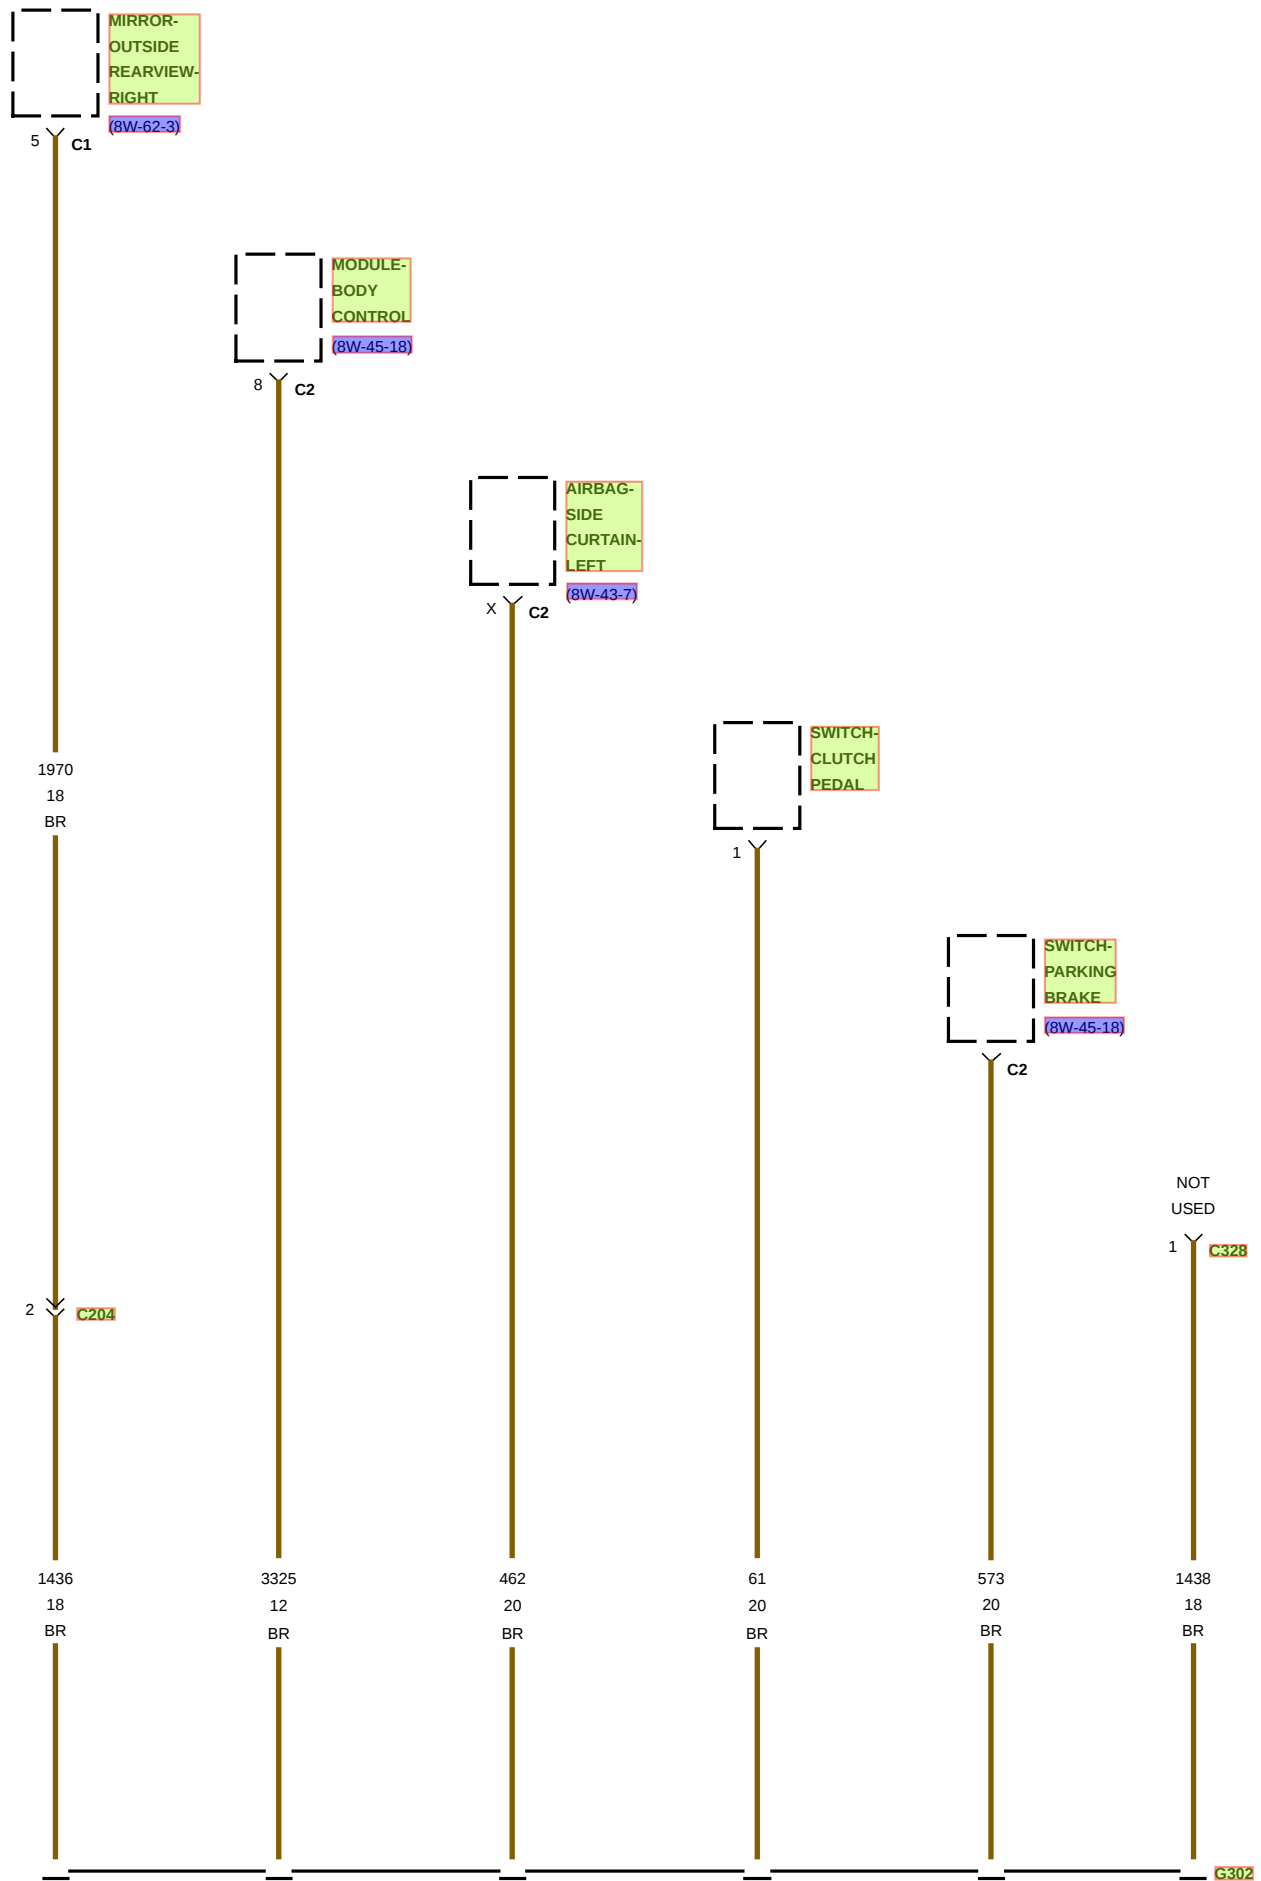 MIRROR-
OUTSIDE
REARVIEW-
RIGHT
(8W-62-3)
5
C1
MODULE-
BODY
CONTROL
(8W-45-18)
8
C2
AIRBAG-
SIDE
CURTAIN-
LEFT
(8W-43-7)
X
C2
SWITCH-
CLUTCH
PEDAL
1970
18
BR
1
SWITCH-
PARKING
BRAKE
(8W-45-18)
C2
NOT
USED
1
C328
2
C204
1436
18
BR
3325
12
BR
462
20
BR
61
20
BR
573
20
BR
1438
18
BR
G302